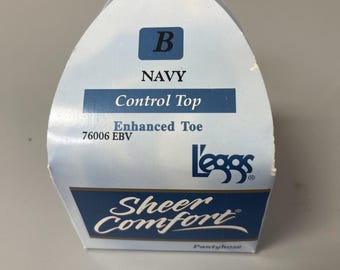 B
NAVY
Control Top
Enhanced Toe
76006 EBV
L'eggs®
Sheer
Comfort®
Pantyhose